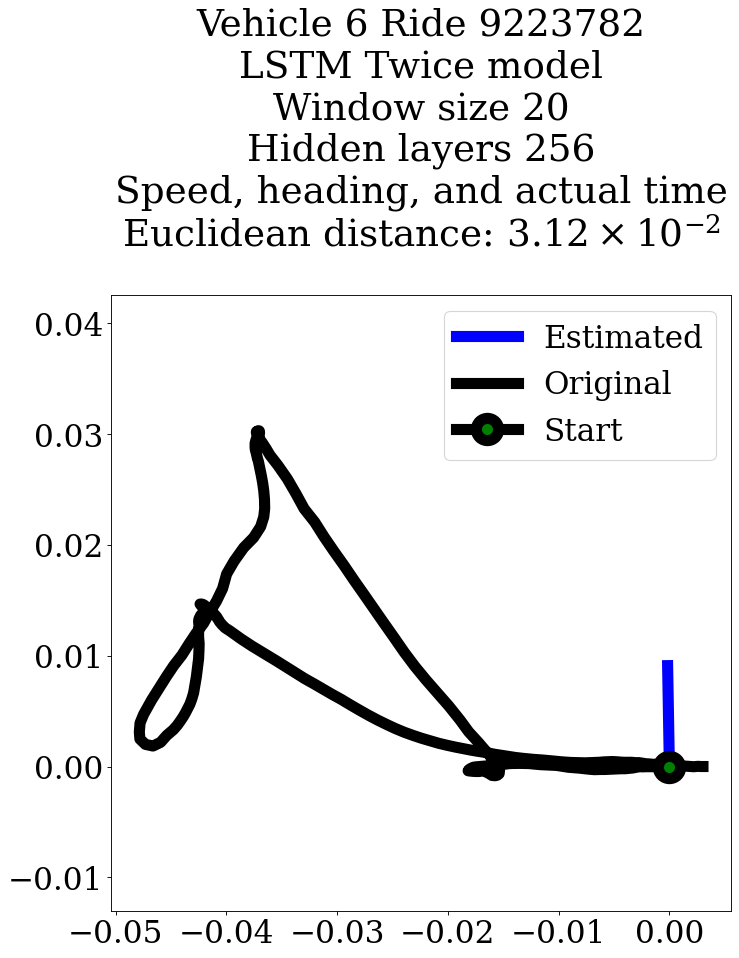 Vehicle 6 Ride 9223782
LSTM Twice model
Window size 20
Hidden layers 256
Speed, heading, and actual time
Euclidean distance: 3.12 × 10⁻²
Estimated
Original
Start
0.04
0.03
0.02
0.01
0.00
−0.01
−0.05 −0.04 −0.03 −0.02 −0.01 0.00